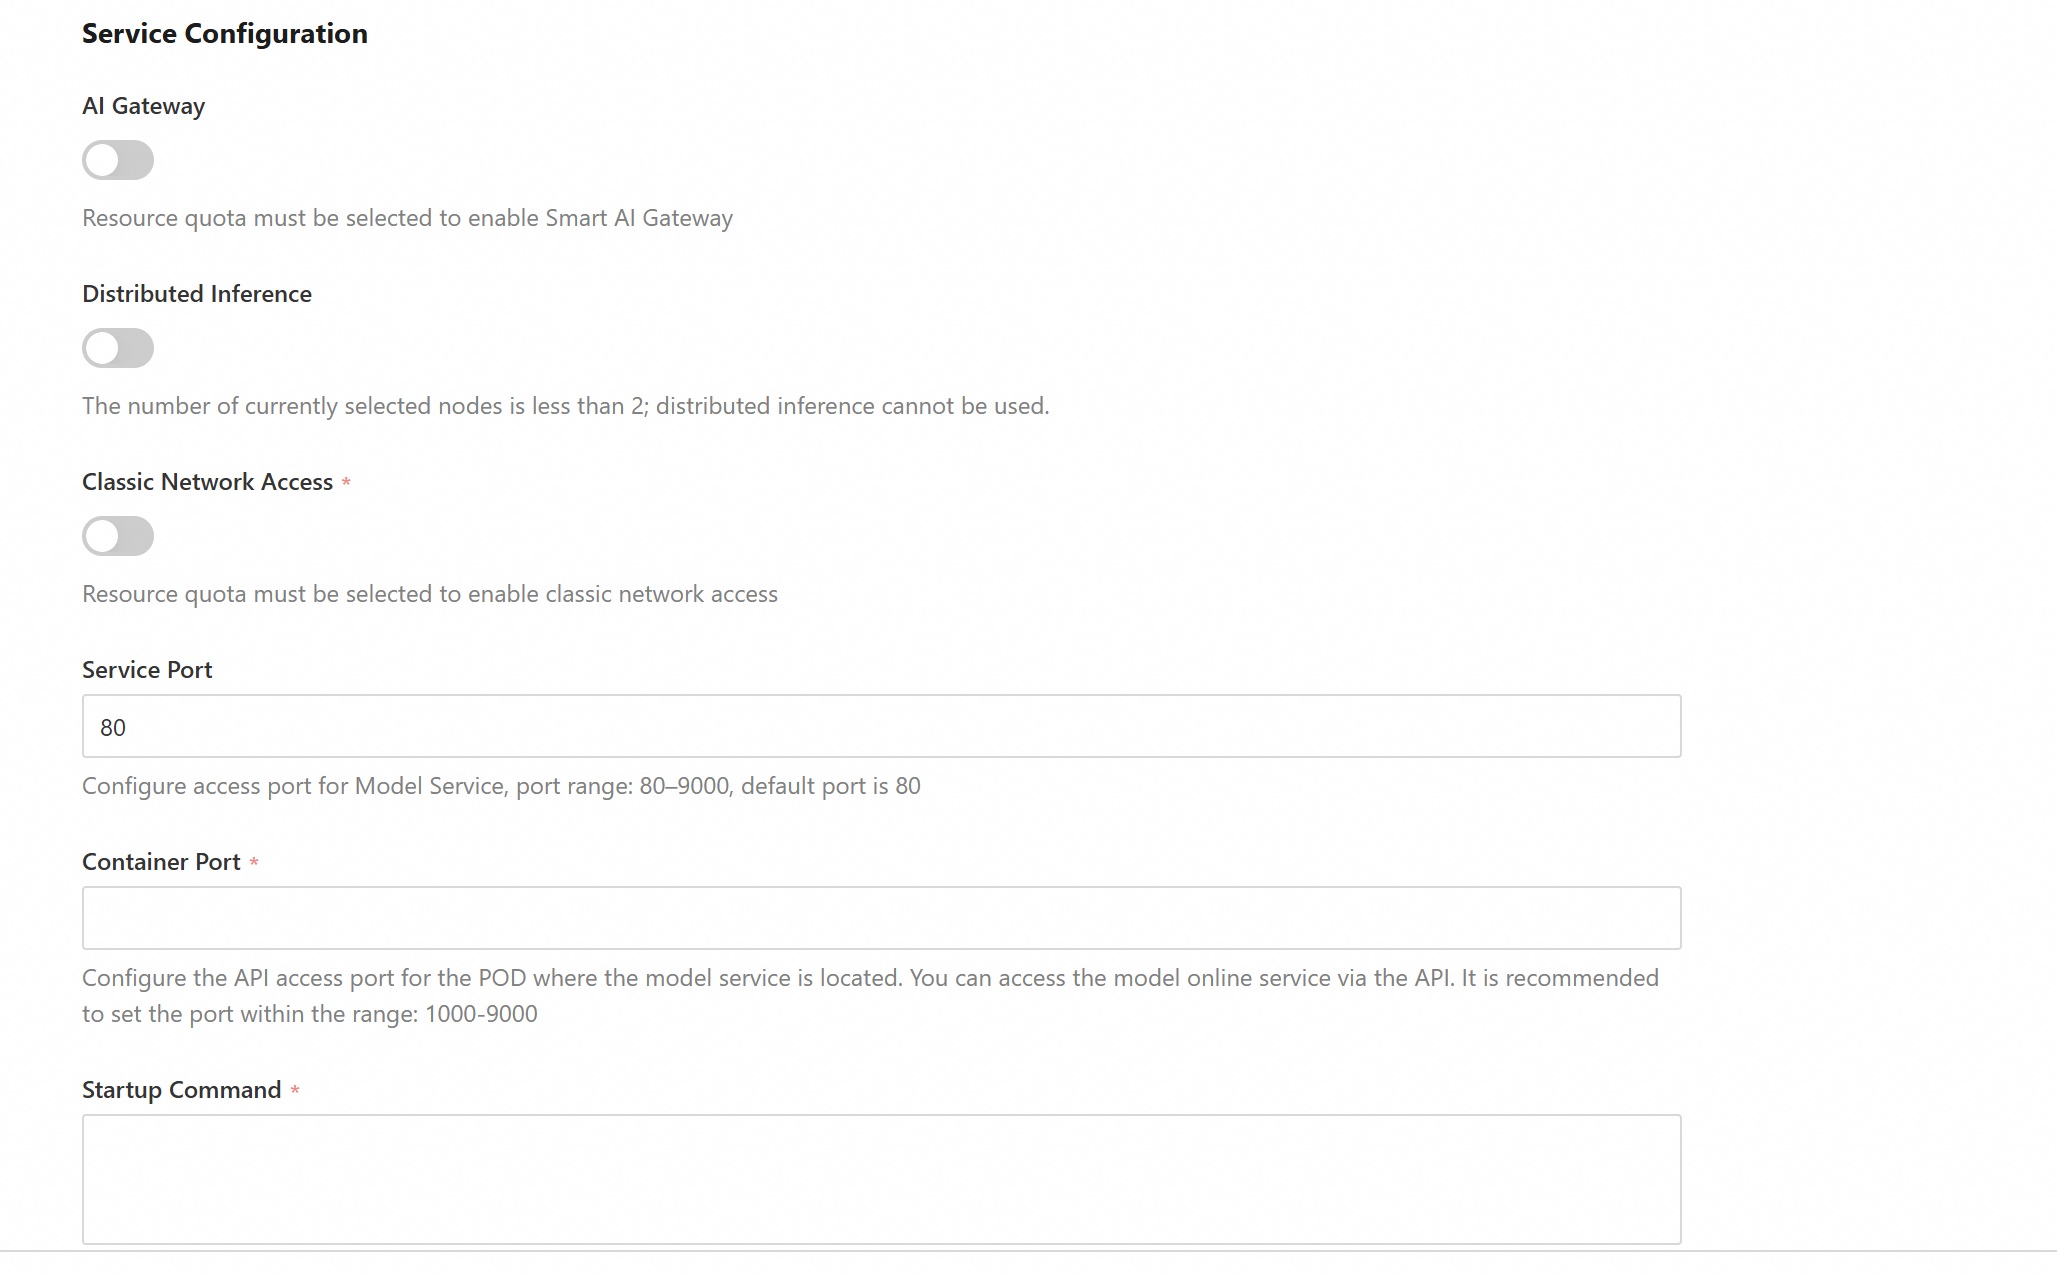 Service Configuration
AI Gateway
Resource quota must be selected to enable Smart AI Gateway
Distributed Inference
The number of currently selected nodes is less than 2; distributed inference cannot be used.
Classic Network Access *
Resource quota must be selected to enable classic network access
Service Port
80
Configure access port for Model Service, port range: 80–9000, default port is 80
Container Port *
Configure the API access port for the POD where the model service is located. You can access the model online service via the API. It is recommended
to set the port within the range: 1000-9000
Startup Command *